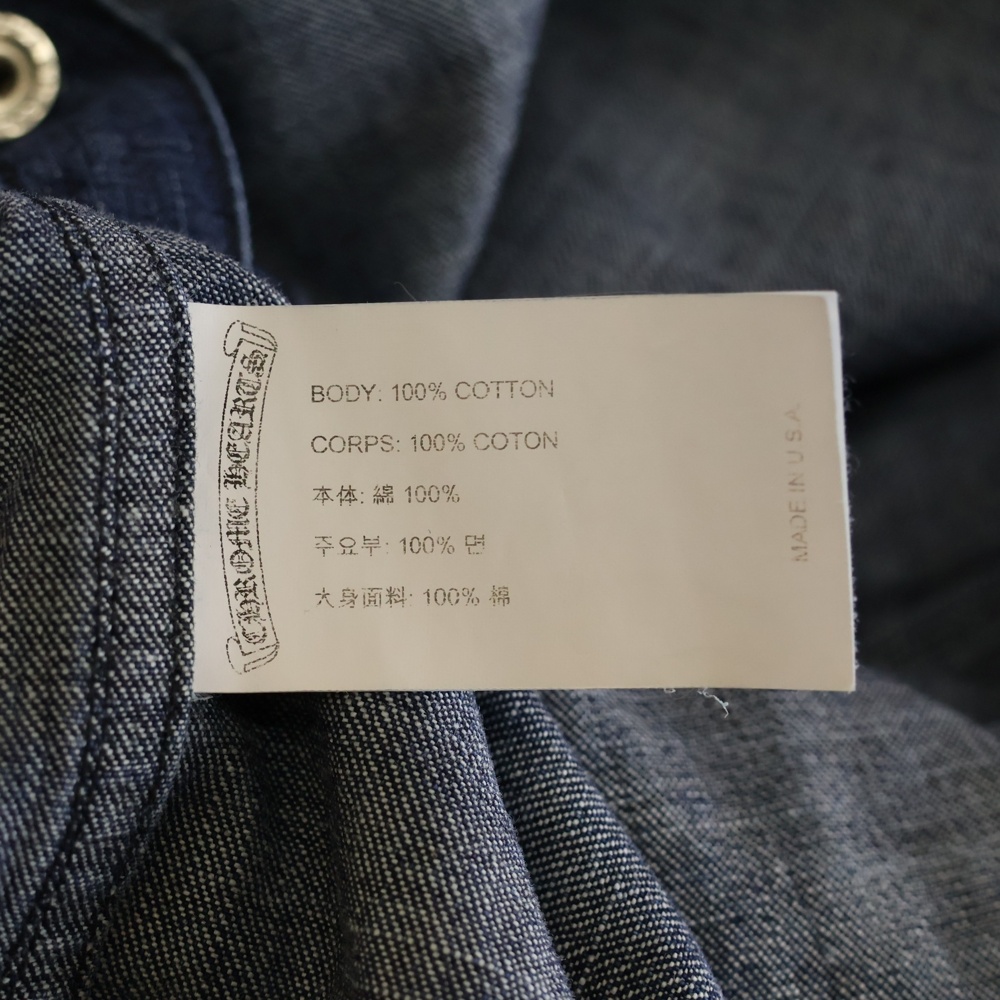 CHROME HEARTS
BODY: 100% COTTON
CORPS: 100% COTON
本体: 綿 100%
주요부: 100% 면
大身面料: 100% 棉
MADE IN U.S.A.